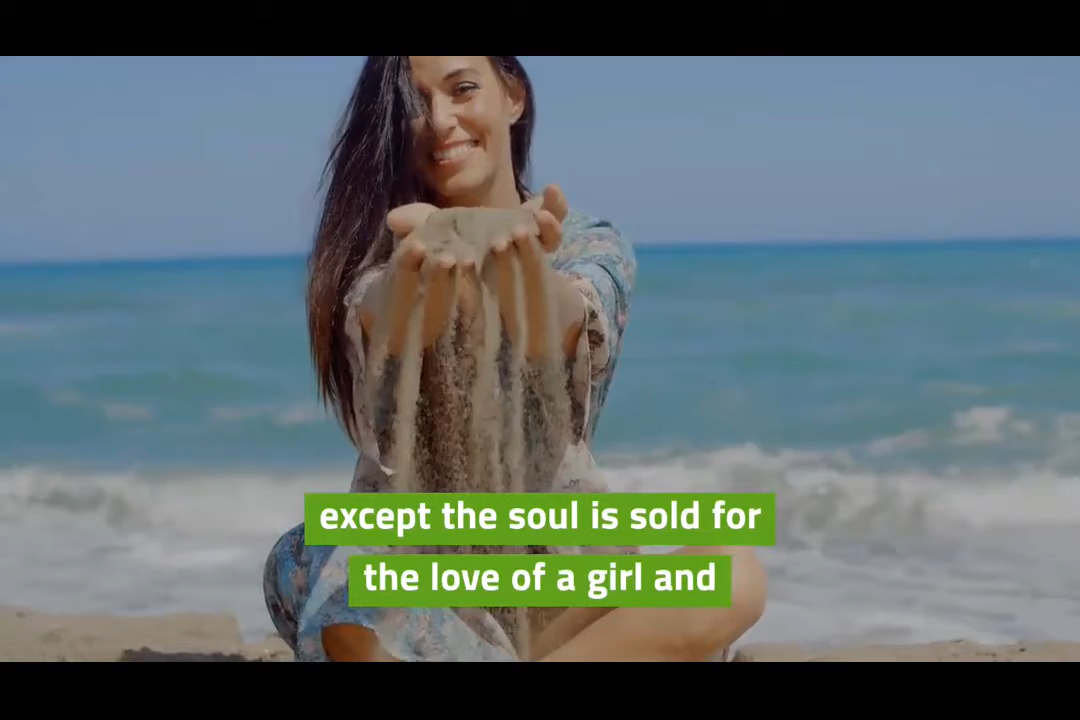 except the soul is sold for
the love of a girl and